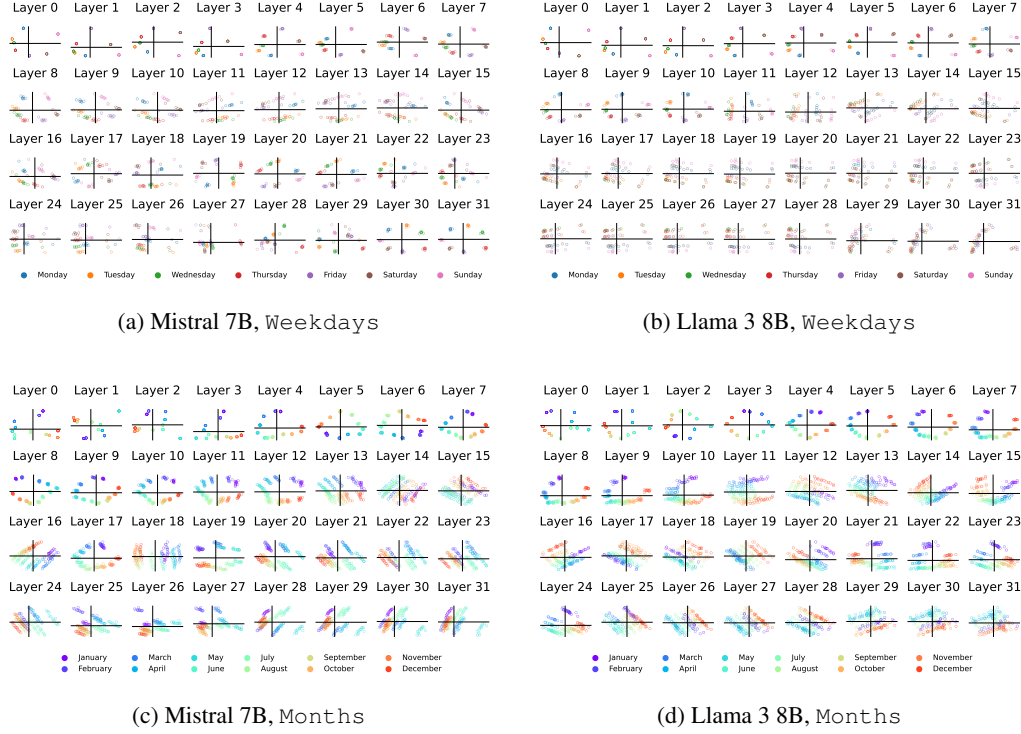 Layer 0 Layer 1 Layer 2 Layer 3 Layer 4 Layer 5 Layer 6 Layer 7
Layer 8 Layer 9 Layer 10 Layer 11 Layer 12 Layer 13 Layer 14 Layer 15
Layer 16 Layer 17 Layer 18 Layer 19 Layer 20 Layer 21 Layer 22 Layer 23
Layer 24 Layer 25 Layer 26 Layer 27 Layer 28 Layer 29 Layer 30 Layer 31
Monday Tuesday Wednesday Thursday Friday Saturday Sunday
(a) Mistral 7B, Weekdays
Layer 0 Layer 1 Layer 2 Layer 3 Layer 4 Layer 5 Layer 6 Layer 7
Layer 8 Layer 9 Layer 10 Layer 11 Layer 12 Layer 13 Layer 14 Layer 15
Layer 16 Layer 17 Layer 18 Layer 19 Layer 20 Layer 21 Layer 22 Layer 23
Layer 24 Layer 25 Layer 26 Layer 27 Layer 28 Layer 29 Layer 30 Layer 31
Monday Tuesday Wednesday Thursday Friday Saturday Sunday
(b) Llama 3 8B, Weekdays
Layer 0 Layer 1 Layer 2 Layer 3 Layer 4 Layer 5 Layer 6 Layer 7
Layer 8 Layer 9 Layer 10 Layer 11 Layer 12 Layer 13 Layer 14 Layer 15
Layer 16 Layer 17 Layer 18 Layer 19 Layer 20 Layer 21 Layer 22 Layer 23
Layer 24 Layer 25 Layer 26 Layer 27 Layer 28 Layer 29 Layer 30 Layer 31
January March May July September November
February April June August October December
(c) Mistral 7B, Months
Layer 0 Layer 1 Layer 2 Layer 3 Layer 4 Layer 5 Layer 6 Layer 7
Layer 8 Layer 9 Layer 10 Layer 11 Layer 12 Layer 13 Layer 14 Layer 15
Layer 16 Layer 17 Layer 18 Layer 19 Layer 20 Layer 21 Layer 22 Layer 23
Layer 24 Layer 25 Layer 26 Layer 27 Layer 28 Layer 29 Layer 30 Layer 31
January March May July September November
February April June August October December
(d) Llama 3 8B, Months